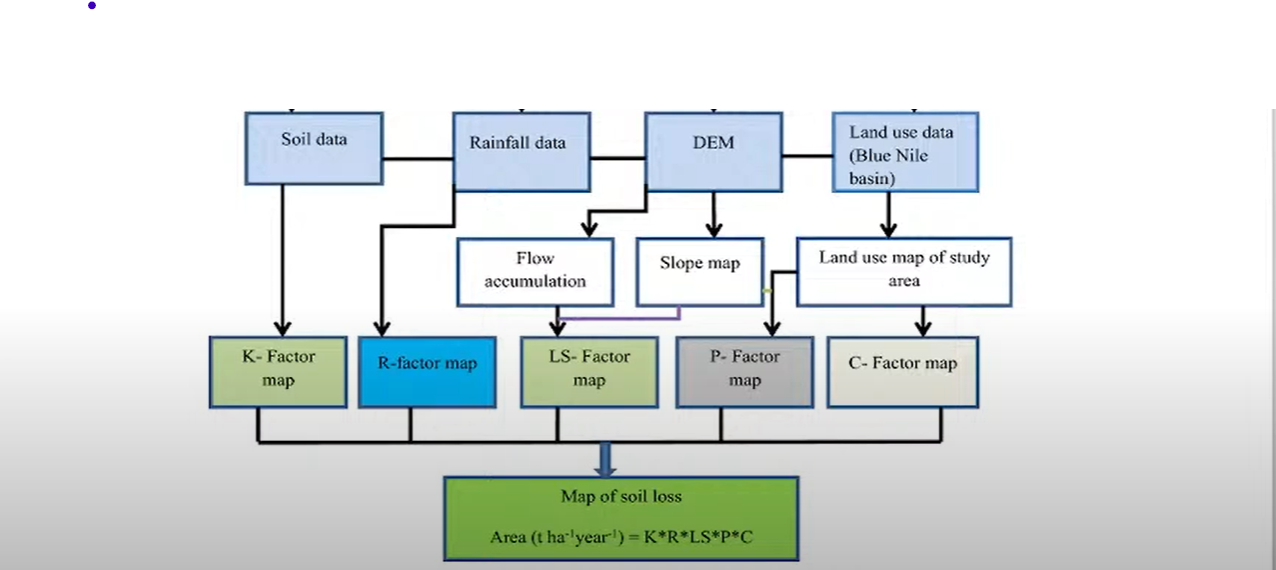 Soil data
Rainfall data
DEM
Land use data
(Blue Nile
basin)
Flow
accumulation
Slope map
Land use map of study
area
K- Factor
map
R-factor map
LS- Factor
map
P- Factor
map
C- Factor map
Map of soil loss
Area (t ha⁻¹year⁻¹) = K*R*LS*P*C